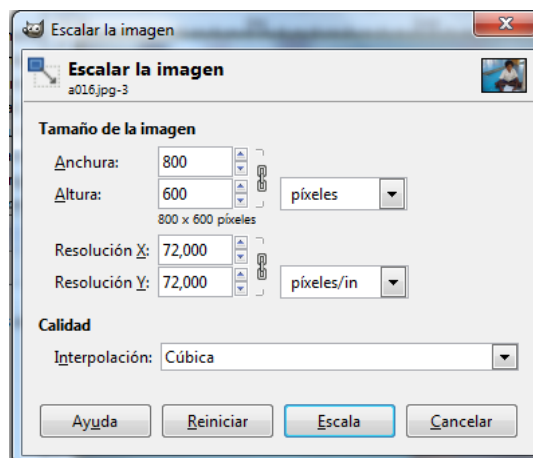 Escalar la imagen
Escalar la imagen
a016.jpg-3
Tamaño de la imagen
Anchura: 800
Altura: 600 píxeles
800 x 600 píxeles
Resolución X: 72,000
Resolución Y: 72,000 píxeles/in
Calidad
Interpolación: Cúbica
Ayuda Reiniciar Escala Cancelar